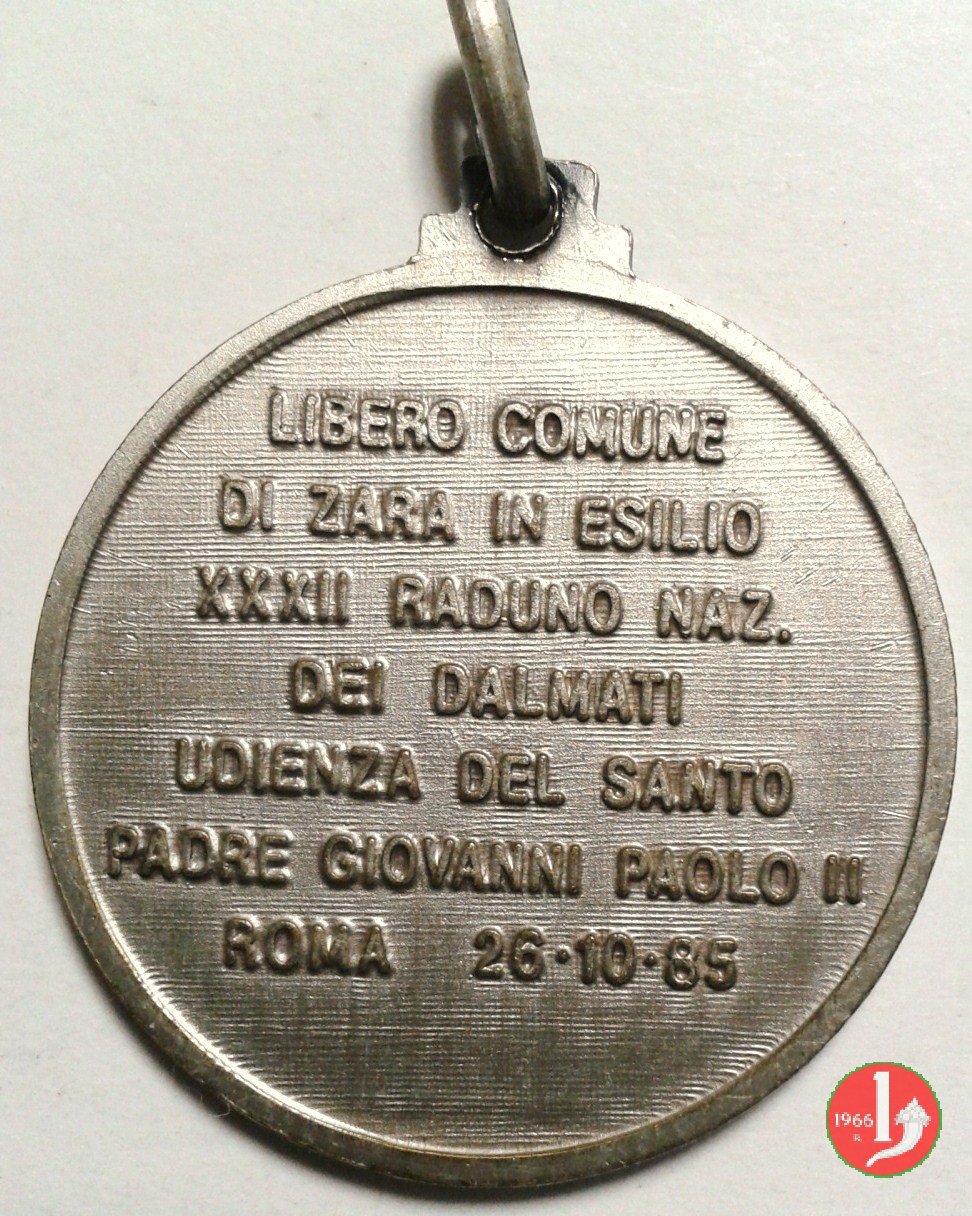 LIBERO COMUNE
DI ZARA IN ESILIO
XXXII RADUNO NAZ.
DEI DALMATI
UDIENZA DEL SANTO
PADRE GIOVANNI PAOLO II
ROMA 26·10·85
1966
R